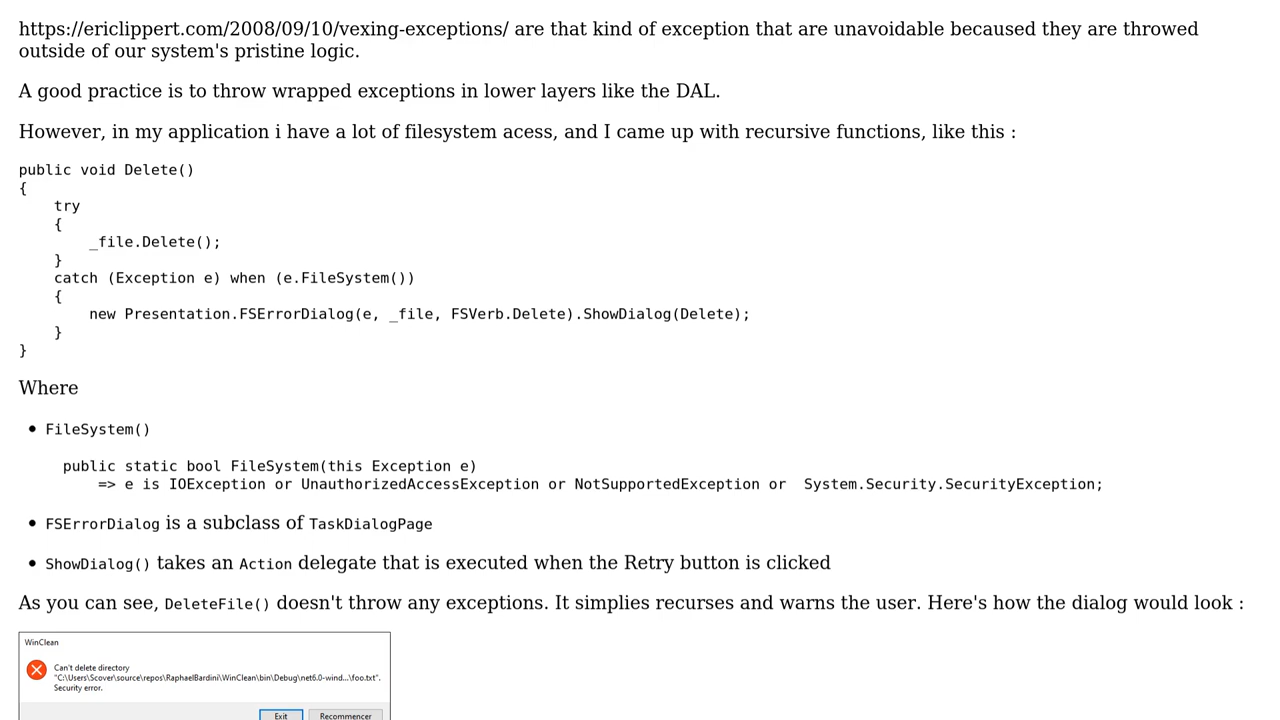 https://ericlippert.com/2008/09/10/vexing-exceptions/ are that kind of exception that are unavoidable becaused they are throwed
outside of our system's pristine logic.
A good practice is to throw wrapped exceptions in lower layers like the DAL.
However, in my application i have a lot of filesystem acess, and I came up with recursive functions, like this :
public void Delete()
{
    try
    {
        _file.Delete();
    }
    catch (Exception e) when (e.FileSystem())
    {
        new Presentation.FSErrorDialog(e, _file, FSVerb.Delete).ShowDialog(Delete);
    }
}
Where
• FileSystem()
public static bool FileSystem(this Exception e)
    => e is IOException or UnauthorizedAccessException or NotSupportedException or  System.Security.SecurityException;
• FSErrorDialog is a subclass of TaskDialogPage
• ShowDialog() takes an Action delegate that is executed when the Retry button is clicked
As you can see, DeleteFile() doesn't throw any exceptions. It simplies recurses and warns the user. Here's how the dialog would look :
WinClean
Can't delete directory
"C:\Users\Scover\source\repos\RaphaelBardini\WinClean\bin\Debug\net6.0-wind...\foo.txt".
Security error.
Exit Recommencer